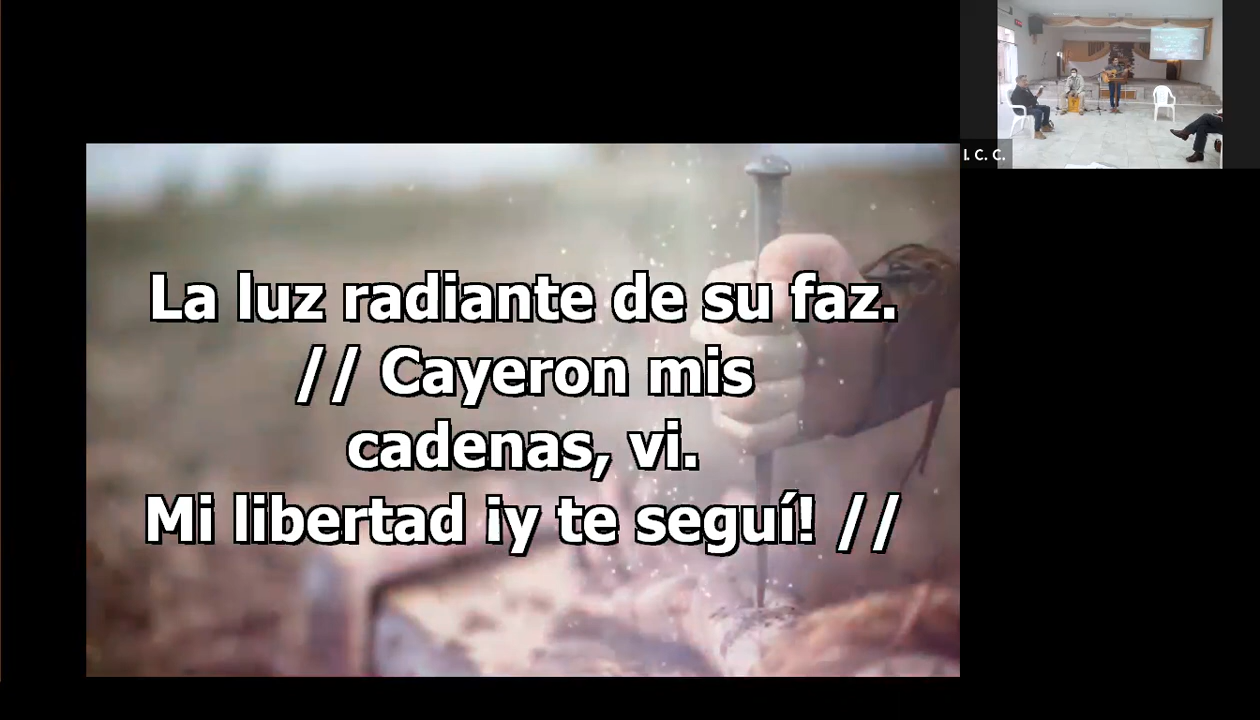 La luz radiante de su faz.
// Cayeron mis
cadenas, vi.
Mi libertad ¡y te seguí! //
I. C. C.